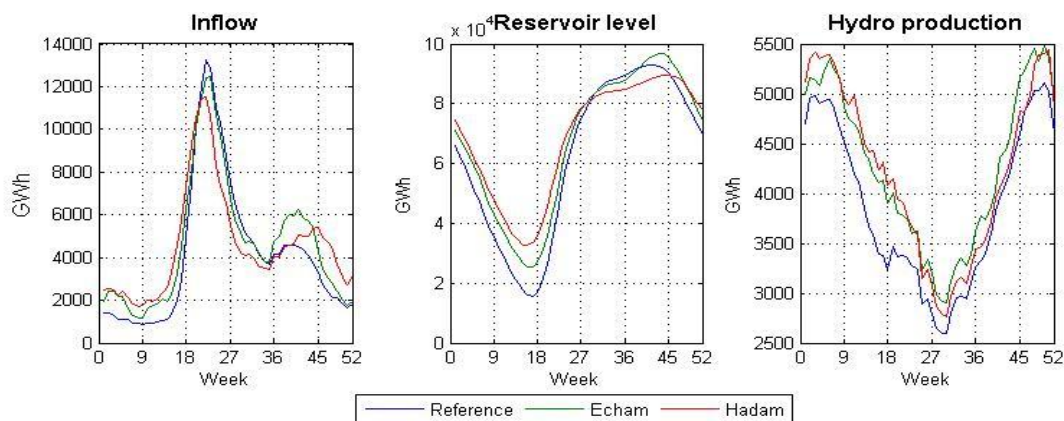 Inflow
14000
12000
10000
8000
6000
4000
2000
0
GWh
0 9 18 27 36 45 52
Week
× 10⁴ Reservoir level
10
8
6
4
2
0
GWh
0 9 18 27 36 45 52
Week
Hydro production
5500
5000
4500
4000
3500
3000
2500
GWh
0 9 18 27 36 45 52
Week
Reference Echam Hadam